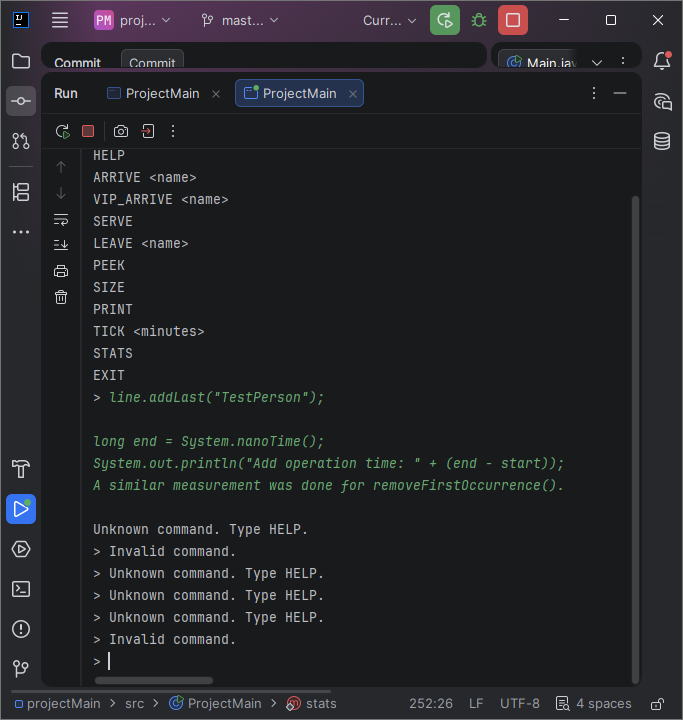 PM proj...
mast...
Curr...
Commit
Commit
Main.jav
Run
ProjectMain
ProjectMain
HELP
ARRIVE <name>
VIP_ARRIVE <name>
SERVE
LEAVE <name>
PEEK
SIZE
PRINT
TICK <minutes>
STATS
EXIT
> line.addLast("TestPerson");
long end = System.nanoTime();
System.out.println("Add operation time: " + (end - start));
A similar measurement was done for removeFirstOccurrence().
Unknown command. Type HELP.
> Invalid command.
> Unknown command. Type HELP.
> Unknown command. Type HELP.
> Unknown command. Type HELP.
> Invalid command.
>
projectMain > src > ProjectMain > stats
252:26 LF UTF-8 4 spaces